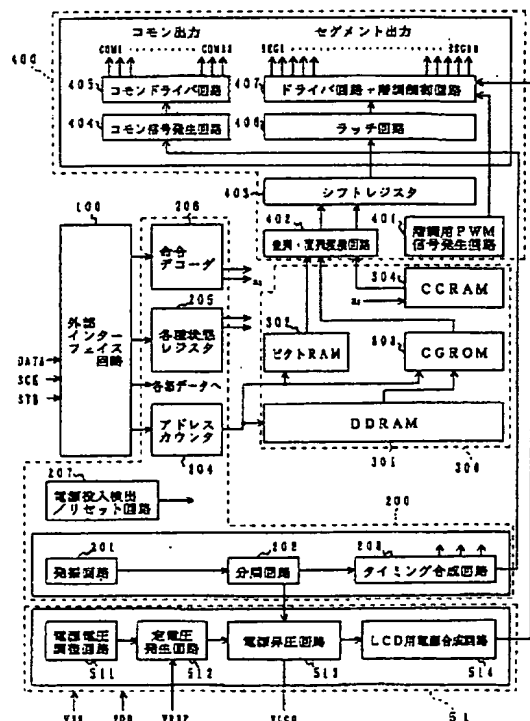 コモン出力
セグメント出力
COM1
SEG1
400
405
コモンドライバ回路
407
ドライバ回路+階調制御回路
404
コモン信号発生回路
406
ラッチ回路
403
シフトレジスタ
100
206
402
401
階調用PWM
信号発生回路
デコーダ
304
CCRAM
外部
インター
フェイス
回路
205
各種状態
レジスタ
302
ピクトRAM
303
CGROM
DATA
SCK
STB
各部データへ
アドレス
カウンタ
204
DDRAM
301
300
207
電源投入検出
/リセット回路
200
201
発振回路
202
分周回路
203
タイミング合成回路
電源電圧
調整回路
511
定電圧
発生回路
512
電源昇圧回路
513
LCD用電源合成回路
514
VDD
VREF
VLCD